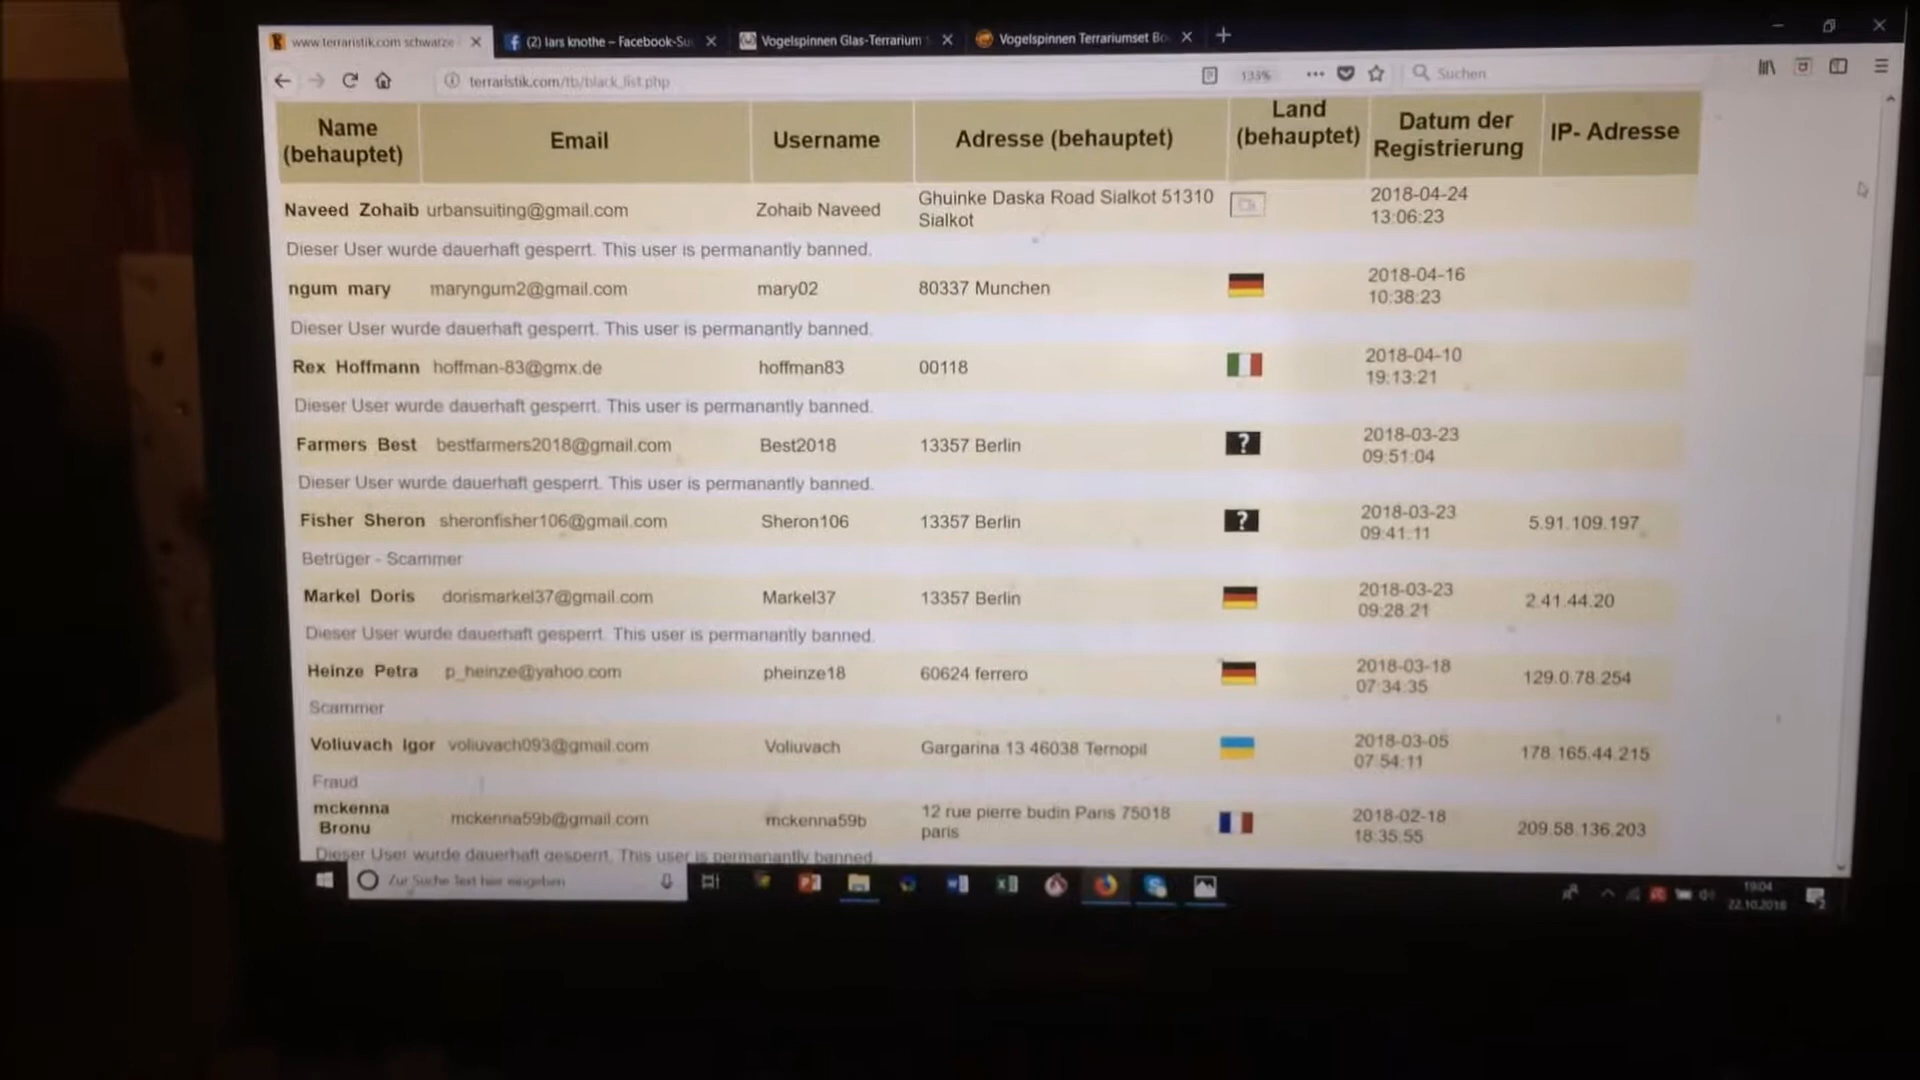 www.terraristik.com schwarze
(2) lars knothe – Facebook-Su
Vogelspinnen Glas-Terrarium
Vogelspinnen Terrariumset Bo
terraristik.com/tb/black_list.php
133%
Suchen
Name (behauptet) Email Username Adresse (behauptet) Land (behauptet) Datum der Registrierung IP- Adresse
Naveed Zohaib urbansuiting@gmail.com Zohaib Naveed Ghuinke Daska Road Sialkot 51310 Sialkot 2018-04-24 13:06:23
Dieser User wurde dauerhaft gesperrt. This user is permanantly banned.
ngum mary maryngum2@gmail.com mary02 80337 Munchen 2018-04-16 10:38:23
Dieser User wurde dauerhaft gesperrt. This user is permanantly banned.
Rex Hoffmann hoffman-83@gmx.de hoffman83 00118 2018-04-10 19:13:21
Dieser User wurde dauerhaft gesperrt. This user is permanantly banned.
Farmers Best bestfarmers2018@gmail.com Best2018 13357 Berlin ? 2018-03-23 09:51:04
Dieser User wurde dauerhaft gesperrt. This user is permanantly banned.
Fisher Sheron sheronfisher106@gmail.com Sheron106 13357 Berlin ? 2018-03-23 09:41:11 5.91.109.197
Betrüger - Scammer
Markel Doris dorismarkel37@gmail.com Markel37 13357 Berlin 2018-03-23 09:28:21 2.41.44.20
Dieser User wurde dauerhaft gesperrt. This user is permanantly banned.
Heinze Petra p_heinze@yahoo.com pheinze18 60624 ferrero 2018-03-18 07:34:35 129.0.78.254
Scammer
Voliuvach Igor voliuvach093@gmail.com Voliuvach Gargarina 13 46038 Ternopil 2018-03-05 07:54:11 178.165.44.215
Fraud
mckenna Bronu mckenna59b@gmail.com mckenna59b 12 rue pierre budin Paris 75018 paris 2018-02-18 18:35:55 209.58.136.203
Dieser User wurde dauerhaft gesperrt. This user is permanantly banned.
Zur Suche Text hier eingeben
19:04
22.10.2018